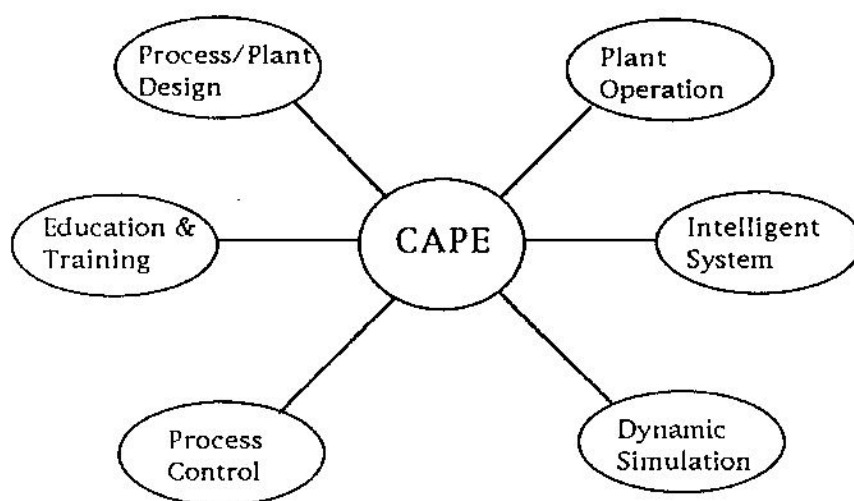 Process/Plant
Design
Plant
Operation
Education &
Training
CAPE
Intelligent
System
Process
Control
Dynamic
Simulation